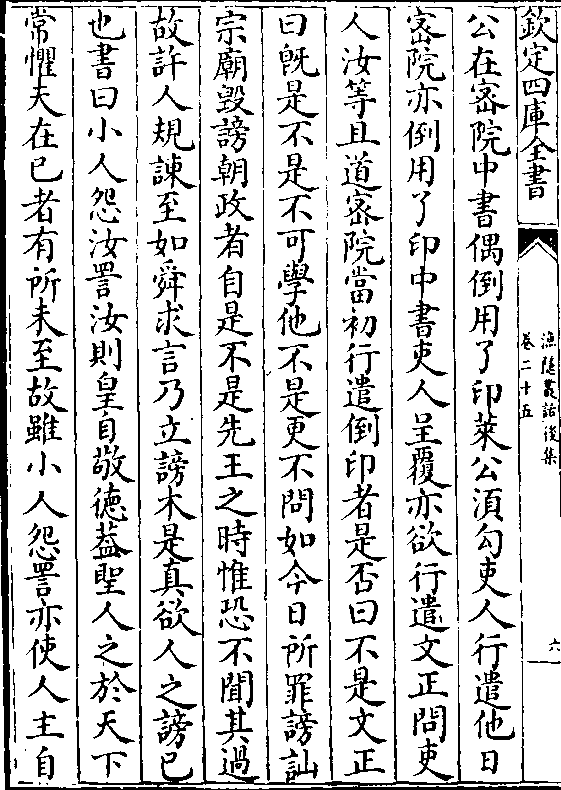 欽定四庫全書
漁隠叢話後集
卷二十五
六
公在宻院中書偶倒用了印萊公湏勾吏人行遣他日
宻院亦倒用了印中書吏人呈覆亦欲行遣文正問吏
人汝等且道宻院當初行遣倒印者是否曰不是文正
曰既是不是不可學他不是更不問如今日所罪謗訕
宗廟毀謗朝政者自是不是先王之時惟恐不聞其過
故許人規諫至如舜求言乃立謗木是真欲人之謗已
也書曰小人怨汝詈汝則皇自敬德葢聖人之於天下
常懼夫在已者有所未至故雖小人怨詈亦使人主自